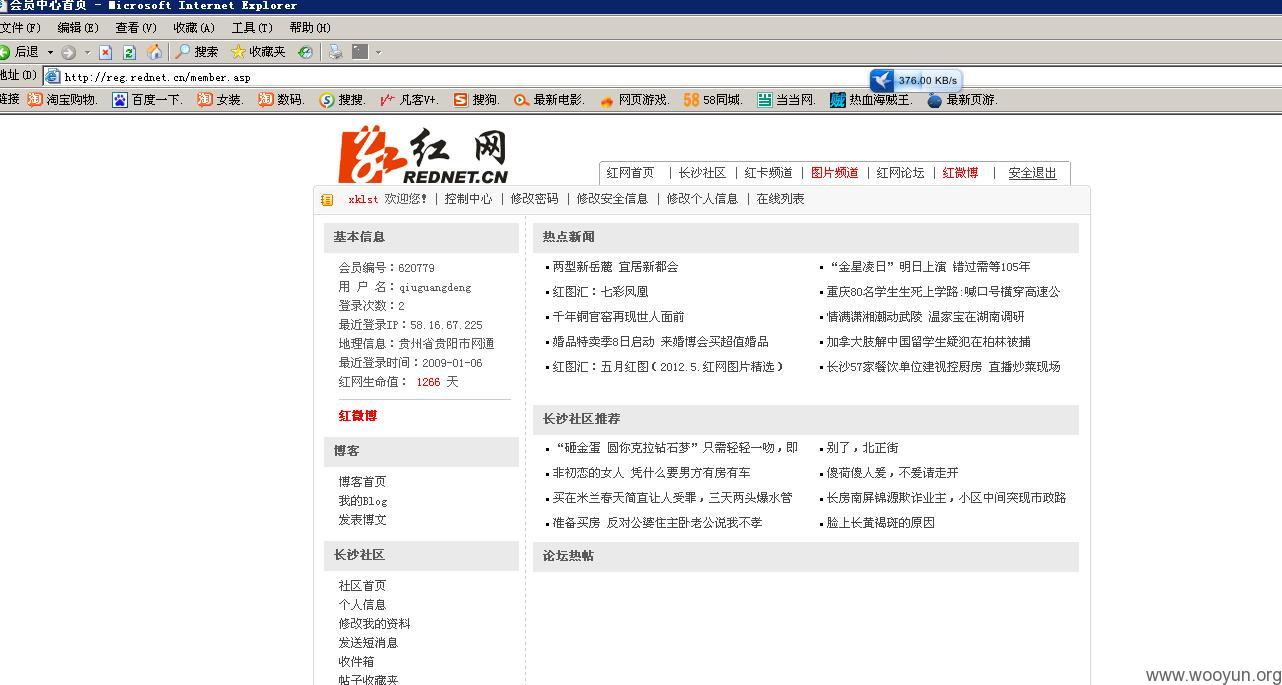 会员中心首页 - Microsoft Internet Explorer
文件(F) 编辑(E) 查看(V) 收藏(A) 工具(T) 帮助(H)
后退 搜索 收藏夹
地址(D) http://reg.rednet.cn/member.asp 376.00 KB/s
链接 淘宝购物. 百度一下. 女装. 数码. 搜搜. 凡客V+. 搜狗. 最新电影. 网页游戏. 58同城. 当当网. 热血海贼王. 最新页游.
红网
REDNET.CN
红网首页 | 长沙社区 | 红卡频道 | 图片频道 | 红网论坛 | 红微博 | 安全退出
xklst 欢迎您! | 控制中心 | 修改密码 | 修改安全信息 | 修改个人信息 | 在线列表
基本信息
会员编号：620779
用 户 名：qiuguangdeng
登录次数：2
最近登录IP：58.16.67.225
地理信息：贵州省贵阳市网通
最近登录时间：2009-01-06
红网生命值： 1266 天
红微博
博客
博客首页
我的Blog
发表博文
长沙社区
社区首页
个人信息
修改我的资料
发送短消息
收件箱
帖子收藏夹
热点新闻
两型新岳麓 宜居新都会
“金星凌日”明日上演 错过需等105年
红图汇：七彩凤凰
重庆80名学生生死上学路:喊口号横穿高速公
千年铜官窑再现世人面前
情满潇湘潮动武陵 温家宝在湖南调研
婚品特卖季8日启动 来婚博会买超值婚品
加拿大肢解中国留学生疑犯在柏林被捕
红图汇：五月红图(2012.5.红网图片精选)
长沙57家餐饮单位建视控厨房 直播炒菜现场
长沙社区推荐
“砸金蛋 圆你克拉钻石梦”只需轻轻一吻，即
别了，北正街
非初恋的女人 凭什么要男方有房有车
傻荷傻人爱，不爱请走开
买在米兰春天简直让人受罪，三天两头爆水管
长房南屏锦源欺诈业主，小区中间突现市政路
准备买房 反对公婆住主卧老公说我不孝
脸上长黄褐斑的原因
论坛热帖
www.wooyun.org